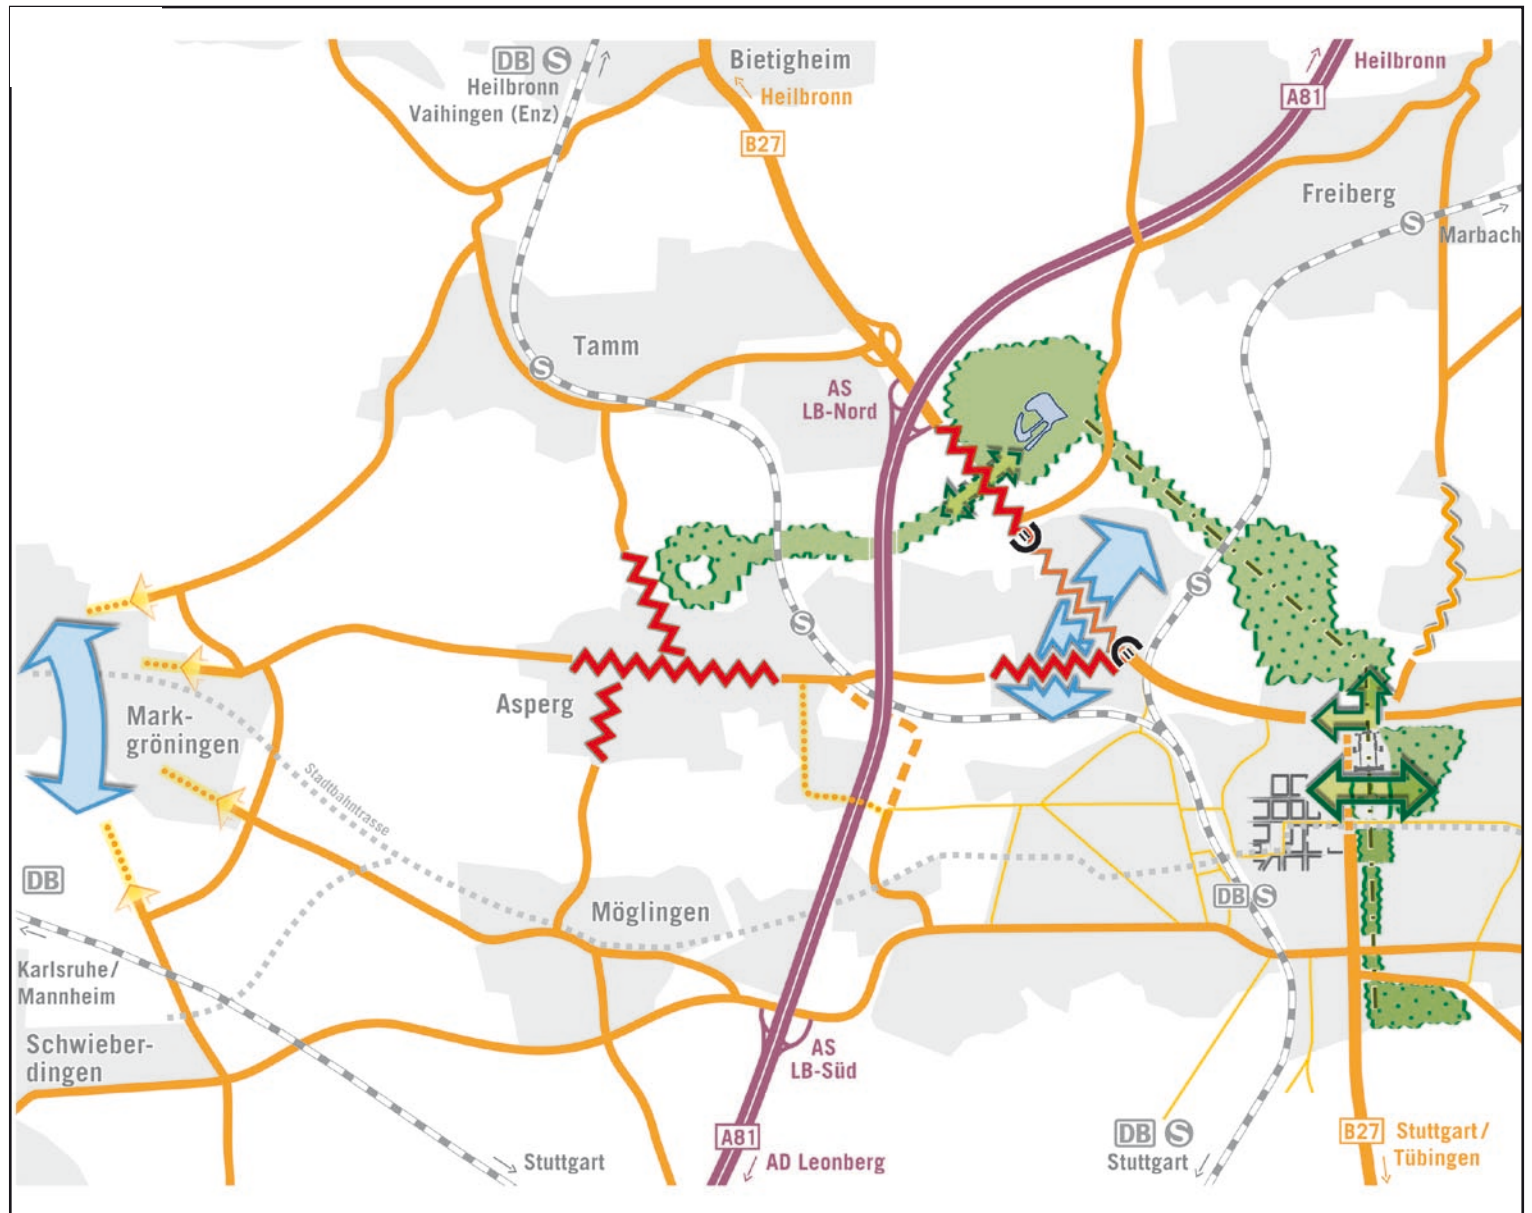 DB S
Heilbronn
Vaihingen (Enz)
Bietigheim
Heilbronn
B27
Heilbronn
A81
Freiberg
S
Marbach
Tamm
S
AS
LB-Nord
S
S
Asperg
Mark-
gröningen
Stadtbahntrasse
DB
DB S
Möglingen
Karlsruhe/
Mannheim
Schwieber-
dingen
AS
LB-Süd
Stuttgart
A81
AD Leonberg
DB S
Stuttgart
B27
Stuttgart/
Tübingen